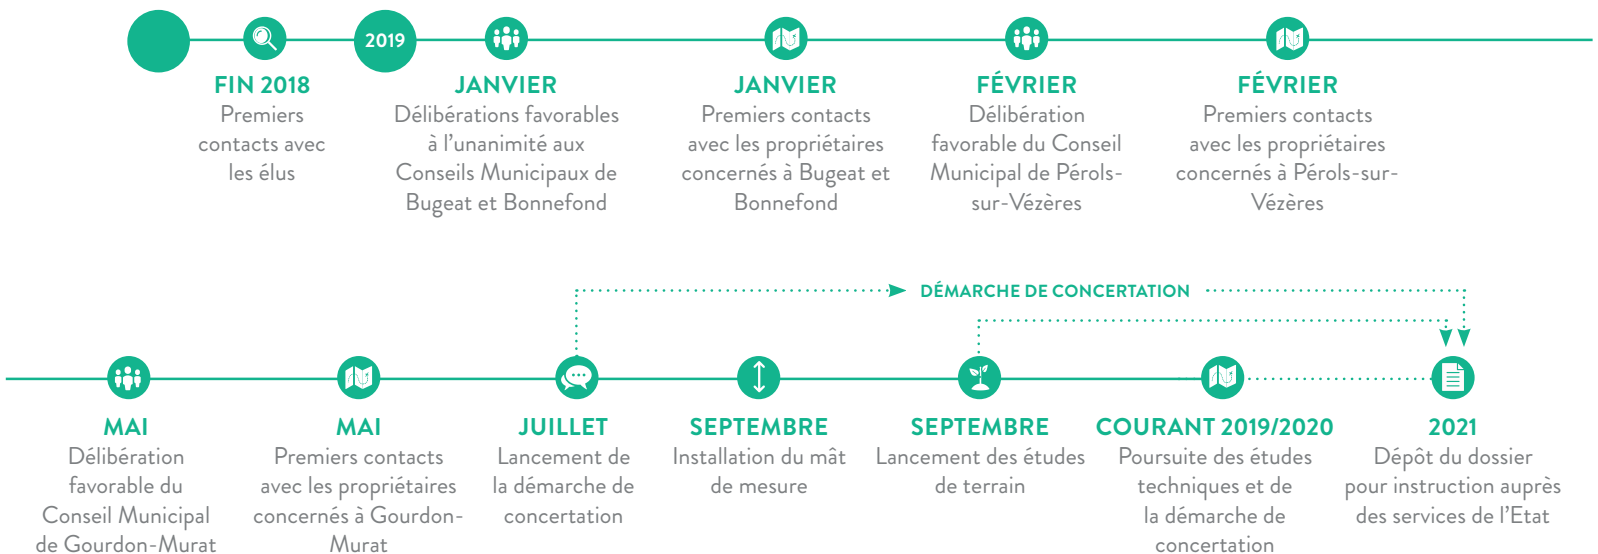 2019
FIN 2018
Premiers
contacts avec
les élus
JANVIER
Délibérations favorables
à l’unanimité aux
Conseils Municipaux de
Bugeat et Bonnefond
JANVIER
Premiers contacts
avec les propriétaires
concernés à Bugeat et
Bonnefond
FÉVRIER
Délibération
favorable du Conseil
Municipal de Pérols-
sur-Vézères
FÉVRIER
Premiers contacts
avec les propriétaires
concernés à Pérols-sur-
Vézères
DÉMARCHE DE CONCERTATION
MAI
Délibération
favorable du
Conseil Municipal
de Gourdon-Murat
MAI
Premiers contacts
avec les propriétaires
concernés à Gourdon-
Murat
JUILLET
Lancement de
la démarche de
concertation
SEPTEMBRE
Installation du mât
de mesure
SEPTEMBRE
Lancement des études
de terrain
COURANT 2019/2020
Poursuite des études
techniques et de
la démarche de
concertation
2021
Dépôt du dossier
pour instruction auprès
des services de l’Etat